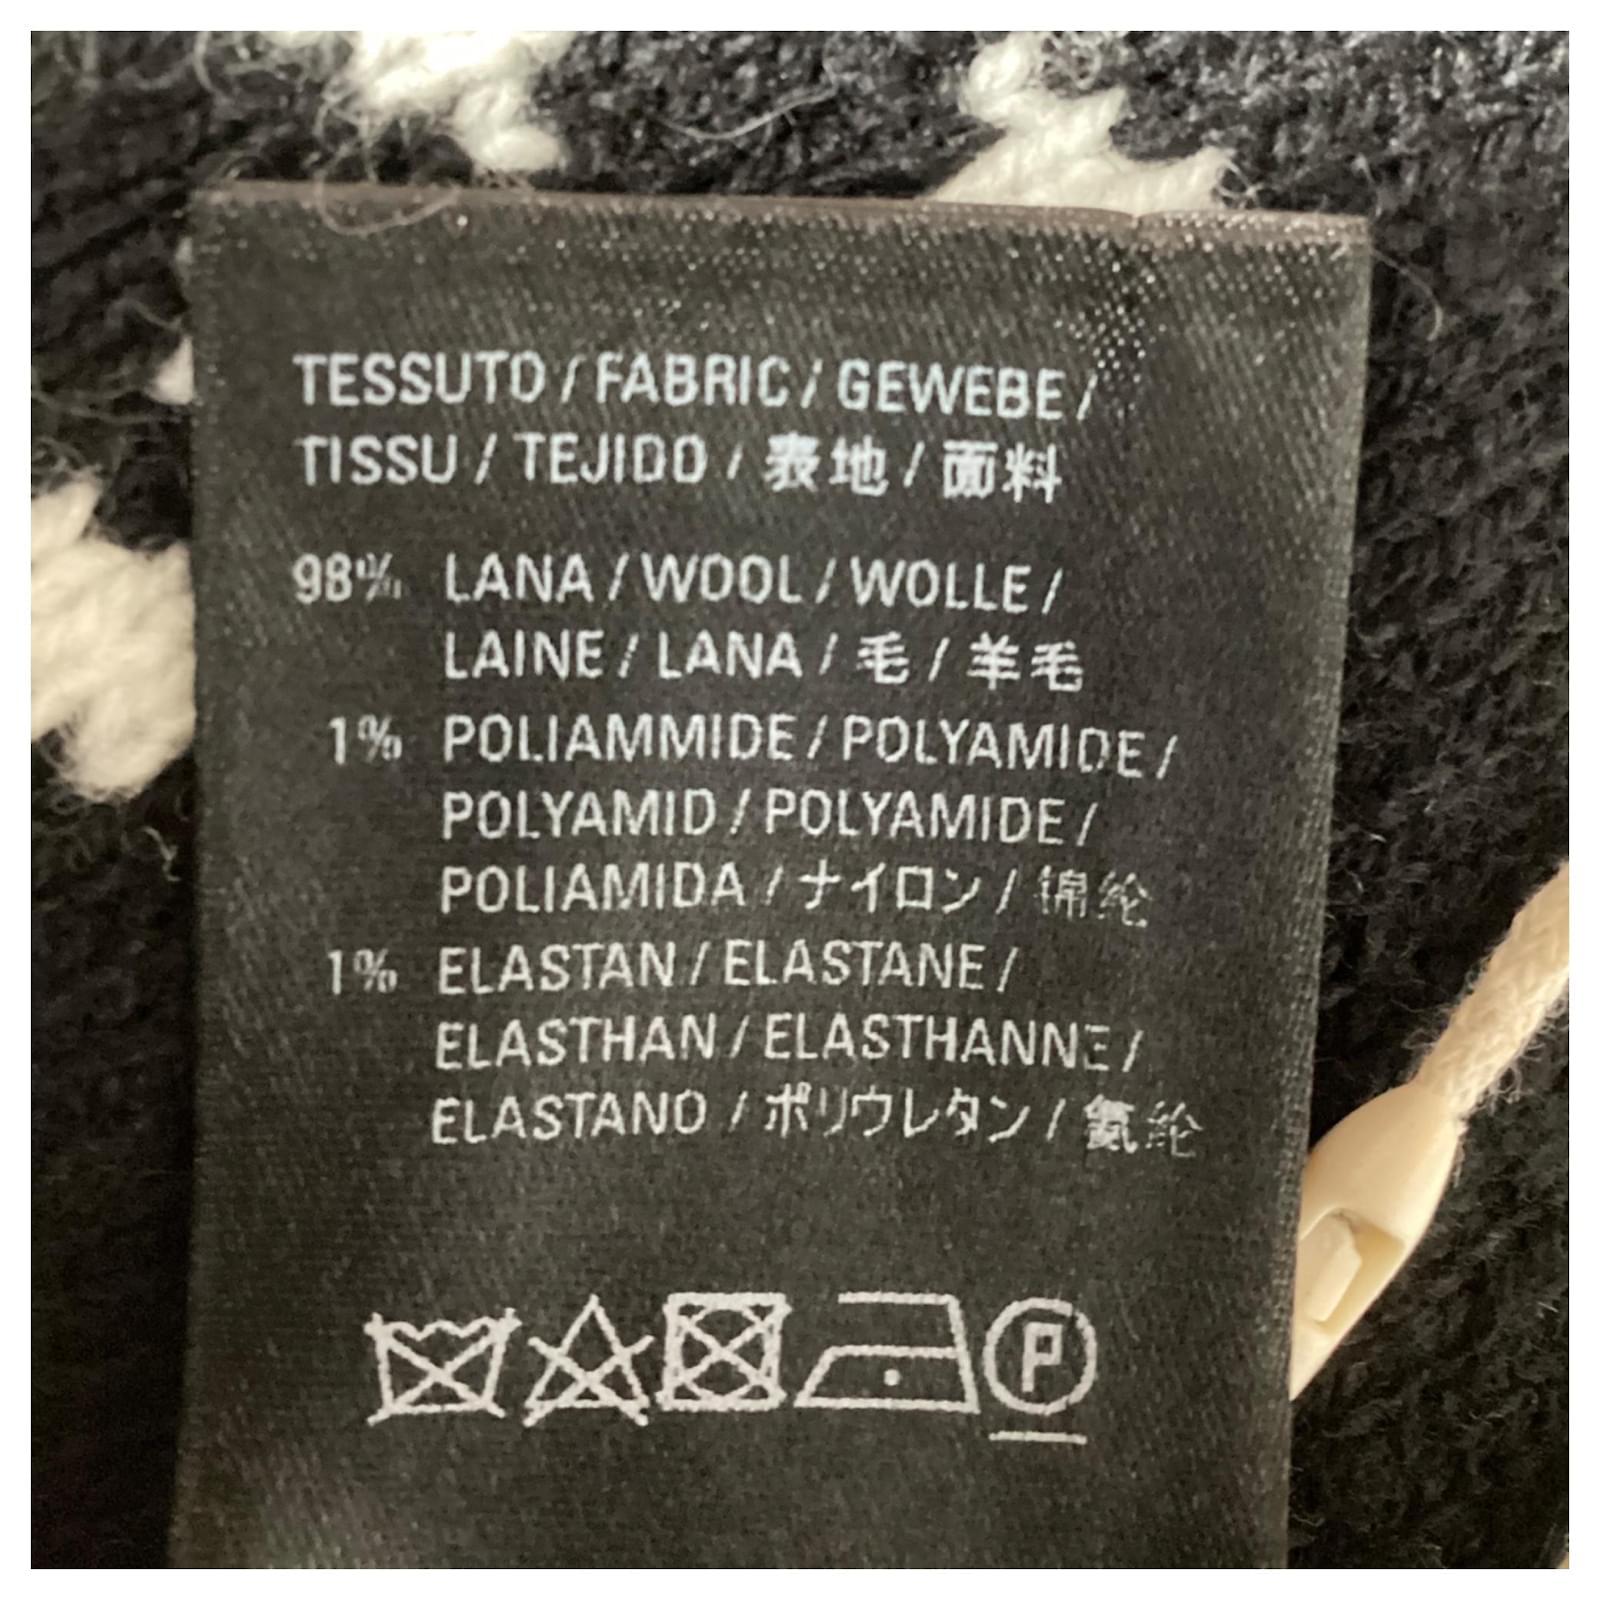 TESSUTO / FABRIC / GEWEBE /
TISSU / TEJIDO / 表地 / 面料
98% LANA / WOOL / WOLLE /
LAINE / LANA / 毛 / 羊毛
1% POLIAMMIDE / POLYAMIDE /
POLYAMID / POLYAMIDE /
POLIAMIDA / ナイロン / 锦纶
1% ELASTAN / ELASTANE /
ELASTHAN / ELASTHANNE /
ELASTANO / ポリウレタン / 氨纶
P